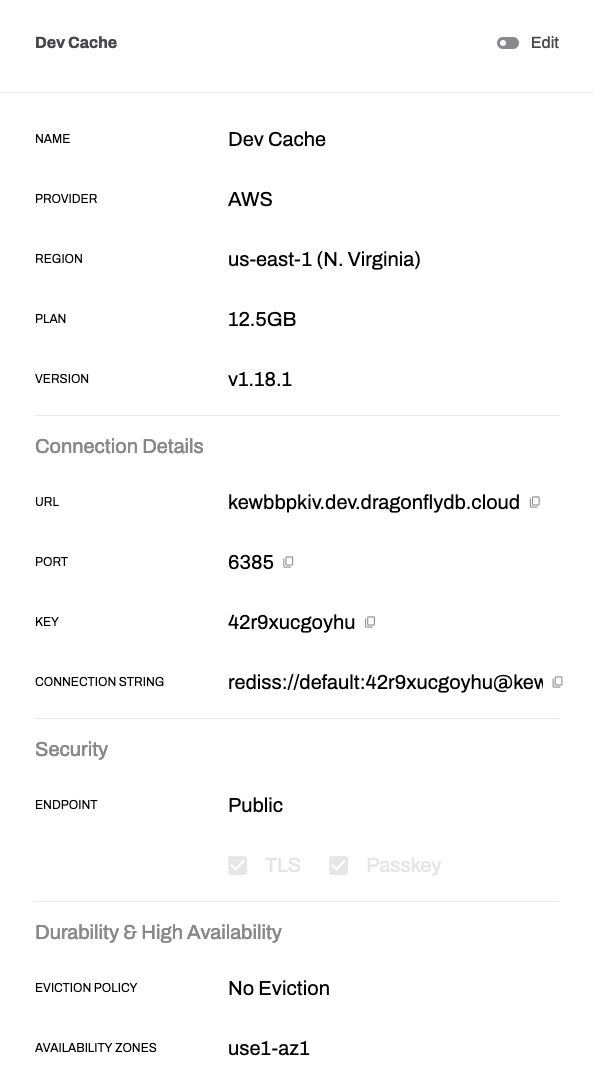 Dev Cache
Edit
NAME Dev Cache
PROVIDER AWS
REGION us-east-1 (N. Virginia)
PLAN 12.5GB
VERSION v1.18.1
Connection Details
URL kewbbpkiv.dev.dragonflydb.cloud
PORT 6385
KEY 42r9xucgoyhu
CONNECTION STRING rediss://default:42r9xucgoyhu@kew
Security
ENDPOINT Public
TLS Passkey
Durability & High Availability
EVICTION POLICY No Eviction
AVAILABILITY ZONES use1-az1